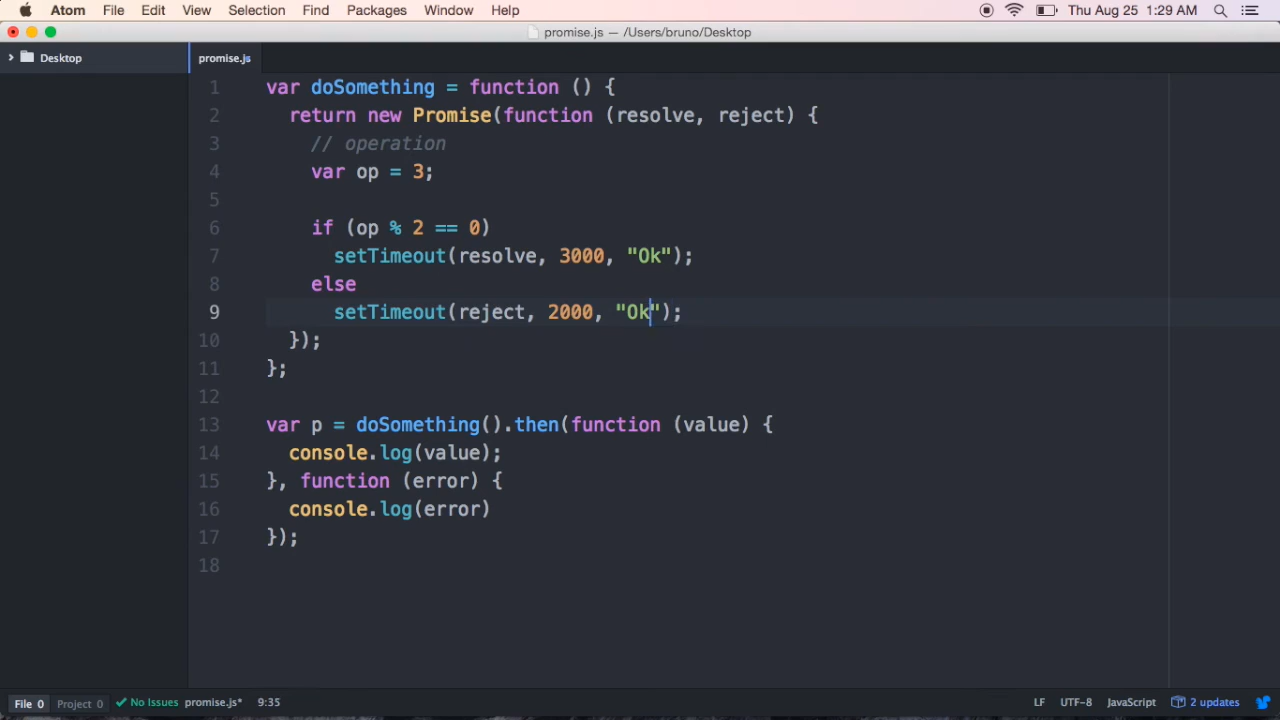 Atom File Edit View Selection Find Packages Window Help Thu Aug 25 1:29 AM
promise.js — /Users/bruno/Desktop
Desktop promise.js
1 var doSomething = function () {
2 return new Promise(function (resolve, reject) {
3 // operation
4 var op = 3;
5
6 if (op % 2 == 0)
7 setTimeout(resolve, 3000, "Ok");
8 else
9 setTimeout(reject, 2000, "Ok");
10 });
11 };
12
13 var p = doSomething().then(function (value) {
14 console.log(value);
15 }, function (error) {
16 console.log(error)
17 });
18
File 0 Project 0 No Issues promise.js* 9:35 LF UTF-8 JavaScript 2 updates